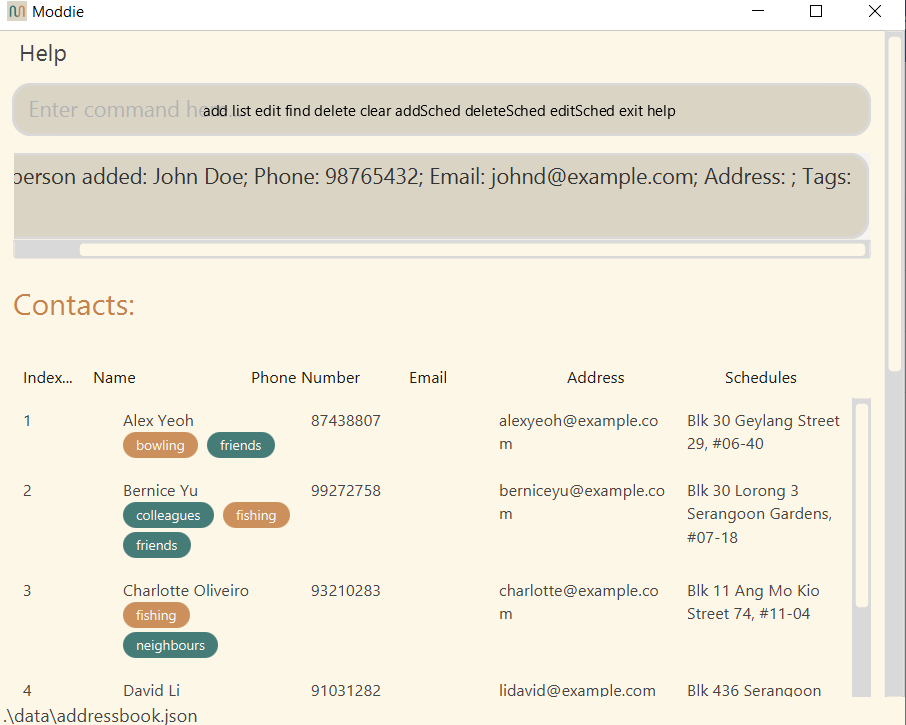 Moddie
Help
Enter command here... add list edit find delete clear addSched deleteSched editSched exit help
person added: John Doe; Phone: 98765432; Email: johnd@example.com; Address: ; Tags:
Contacts:
Index... Name Phone Number Email Address Schedules
1 Alex Yeoh 87438807 alexyeoh@example.co Blk 30 Geylang Street
m 29, #06-40
bowling friends
2 Bernice Yu 99272758 berniceyu@example.co Blk 30 Lorong 3
m Serangoon Gardens,
colleagues fishing #07-18
friends
3 Charlotte Oliveiro 93210283 charlotte@example.co Blk 11 Ang Mo Kio
m Street 74, #11-04
fishing
neighbours
4 David Li 91031282 lidavid@example.com Blk 436 Serangoon
.\data\addressbook.json